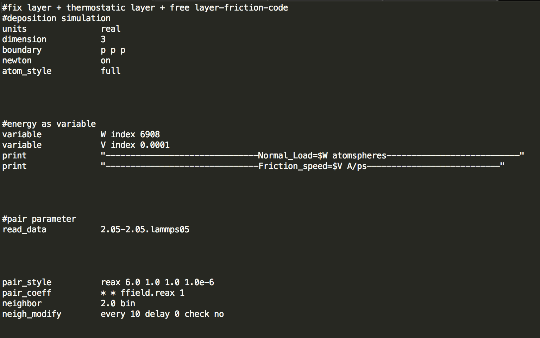 #fix layer + thermostatic layer + free layer-friction-code
#deposition simulation
units real
dimension 3
boundary p p p
newton on
atom_style full
#energy as variable
variable W index 6908
variable V index 0.0001
print "------------------------------Normal_Load=$W atomspheres--------------------------"
print "------------------------------Friction_speed=$V A/ps--------------------------"
#pair parameter
read_data 2.05-2.05.lammps05
pair_style reax 6.0 1.0 1.0 1.0e-6
pair_coeff * * ffield.reax 1
neighbor 2.0 bin
neigh_modify every 10 delay 0 check no